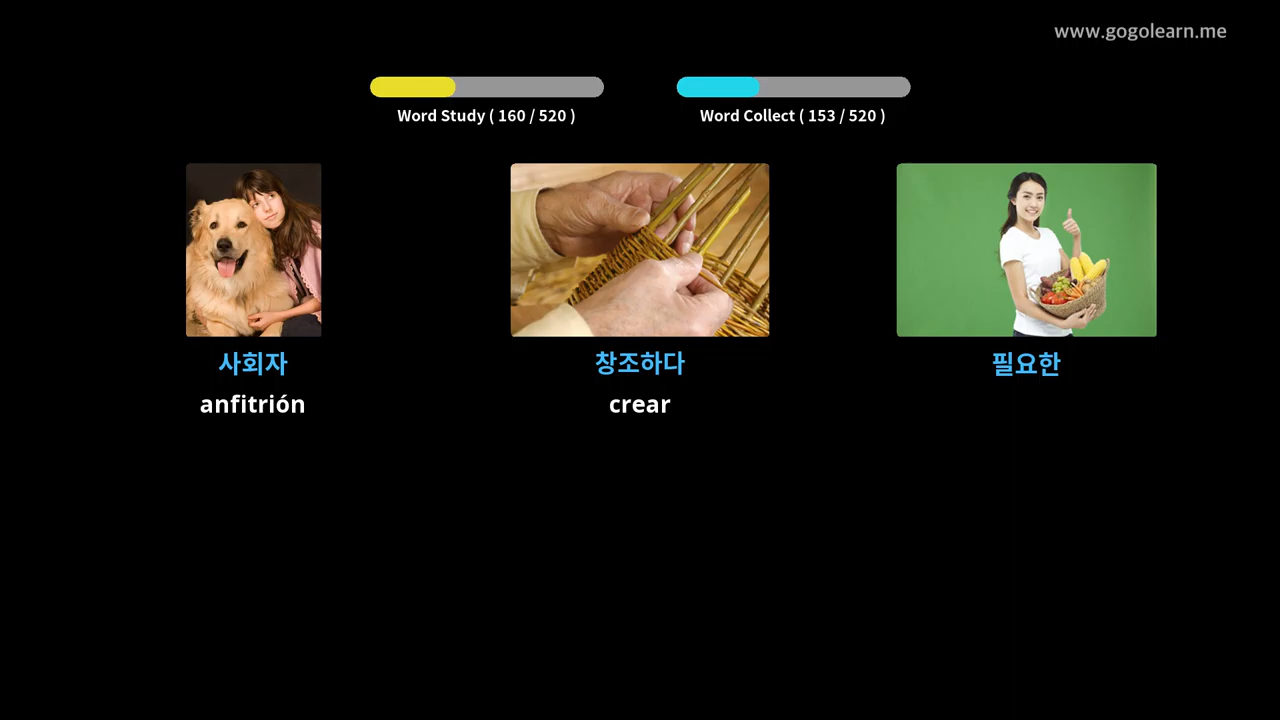 www.gogolearn.me
Word Study ( 160 / 520 )
Word Collect ( 153 / 520 )
사회자
anfitrión
창조하다
crear
필요한